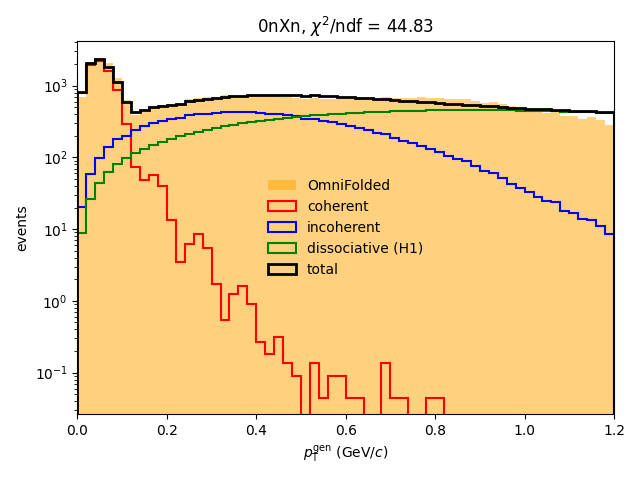 0nXn, χ²/ndf = 44.83
events
10³
10²
10¹
10⁰
10⁻¹
OmniFolded
coherent
incoherent
dissociative (H1)
total
0.0 0.2 0.4 0.6 0.8 1.0 1.2
p_T^gen (GeV/c)